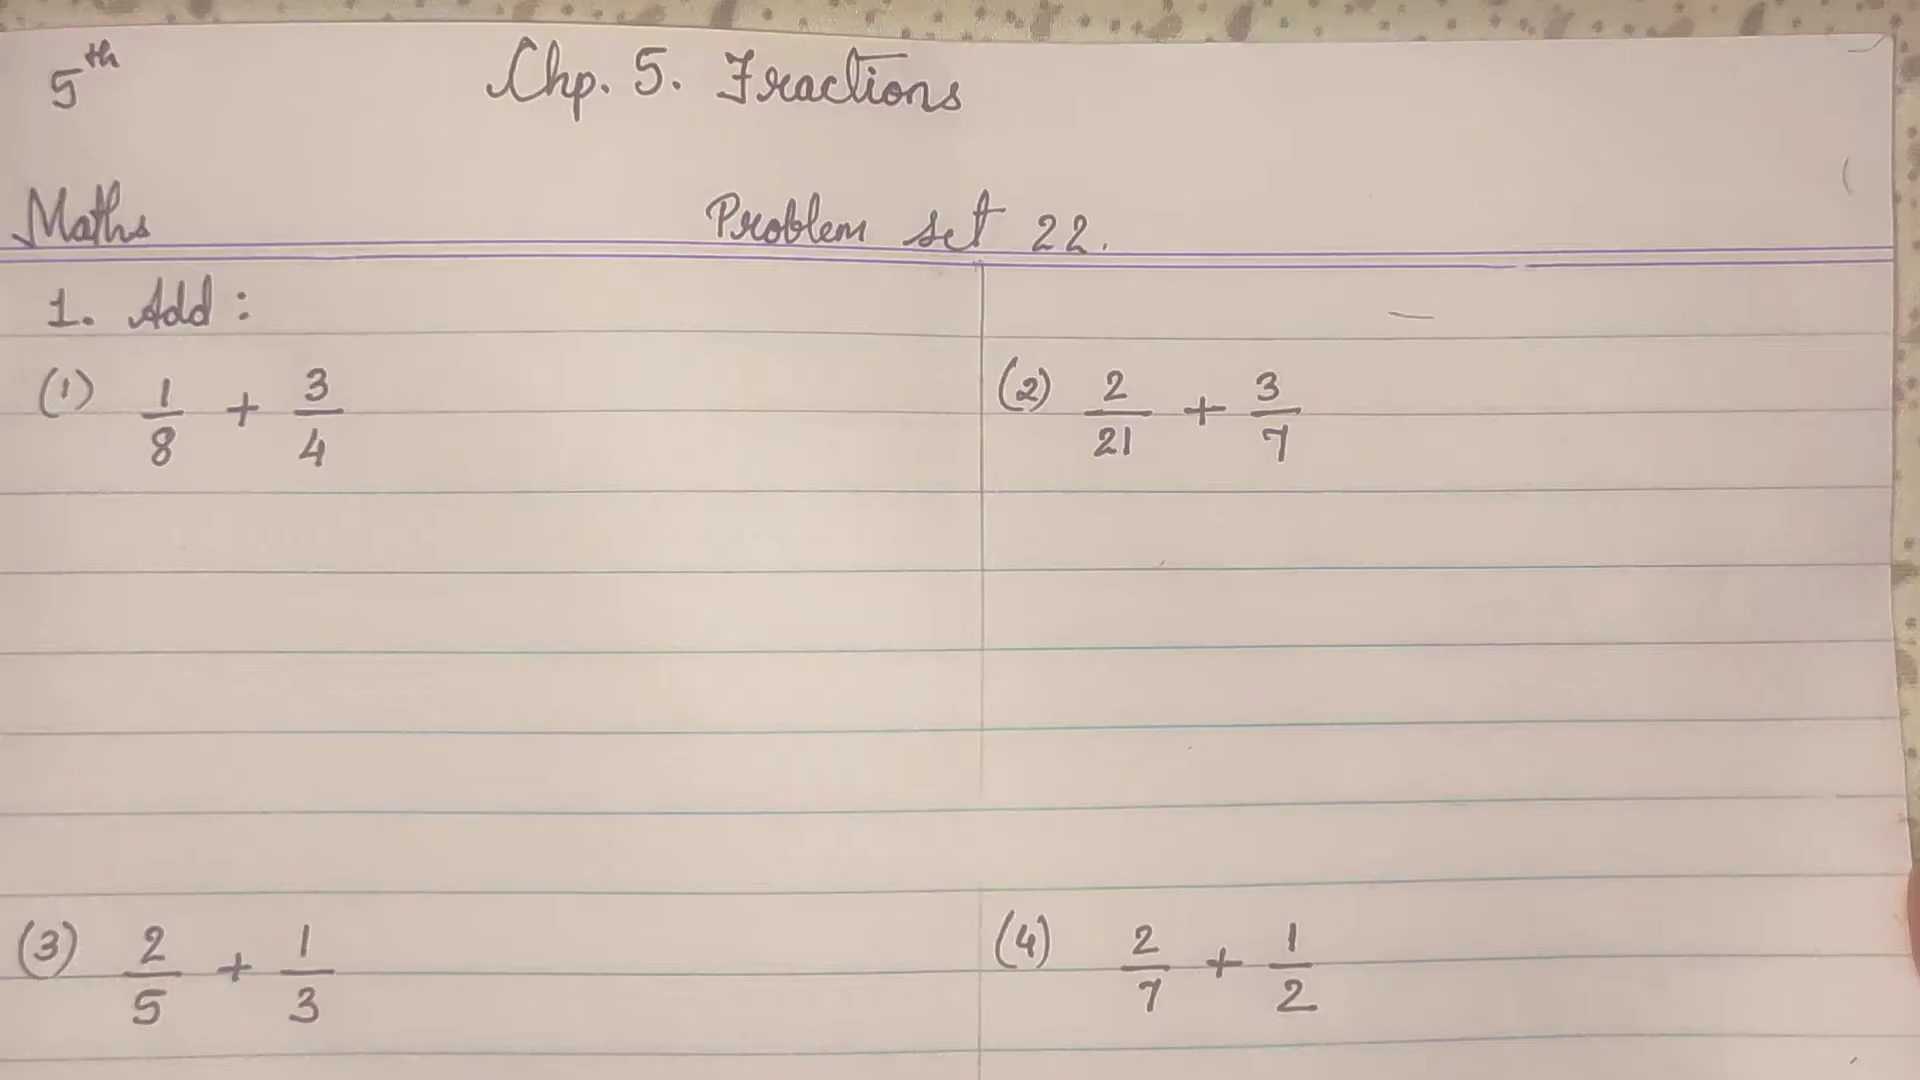 5th
Chp. 5. Fractions
Maths
Problem set 22.
1. Add :
(1) 1/8 + 3/4
(2) 2/21 + 3/7
(3) 2/5 + 1/3
(4) 2/7 + 1/2